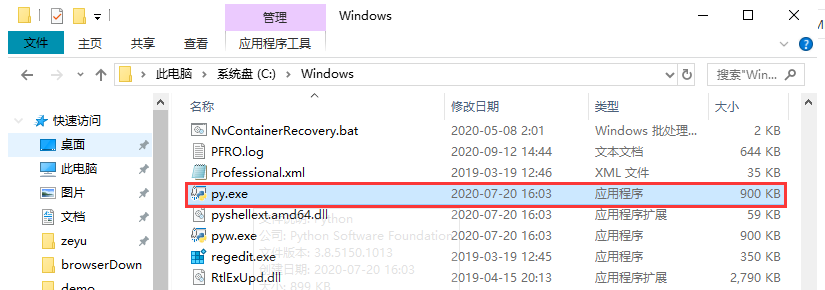 管理 Windows
文件 主页 共享 查看 应用程序工具
此电脑 系统盘 (C:) Windows 搜索"Win...
名称 修改日期 类型 大小
快速访问
桌面
此电脑
图片
文档
zeyu
browserDown
demo
NvContainerRecovery.bat 2020-05-08 2:01 Windows 批处理... 2 KB
PFRO.log 2020-09-12 14:44 文本文档 644 KB
Professional.xml 2019-03-19 12:46 XML 文件 35 KB
py.exe 2020-07-20 16:03 应用程序 900 KB
pyshellext.amd64.dll 2020-07-20 16:03 应用程序扩展 59 KB
pyw.exe 2020-07-20 16:03 应用程序 900 KB
regedit.exe 2019-03-19 12:45 应用程序 350 KB
RtlExUpd.dll 2019-04-15 20:13 应用程序扩展 2,790 KB
Python
公司: Python Software Foundation
文件版本: 3.8.5150.1013
创建日期: 2020-07-20 16:03
大小: 899 KB